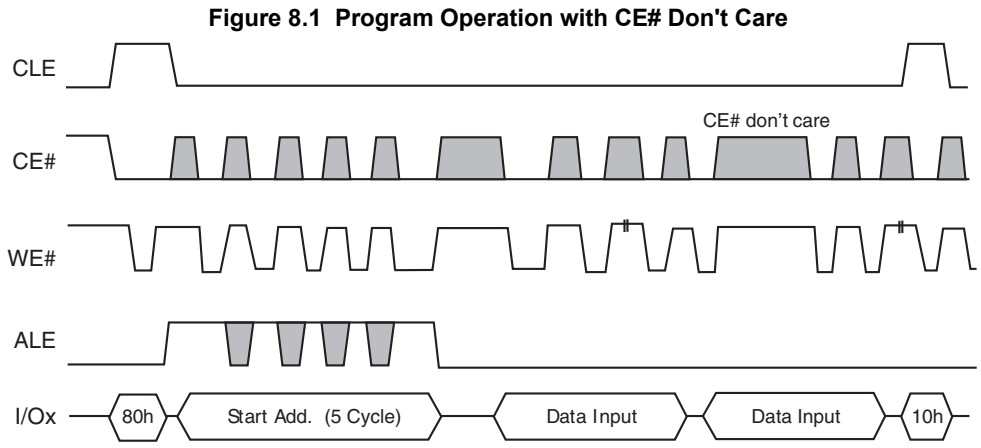 Figure 8.1 Program Operation with CE# Don't Care
CLE
CE# don't care
CE#
WE#
ALE
I/Ox
80h
Start Add. (5 Cycle)
Data Input
Data Input
10h